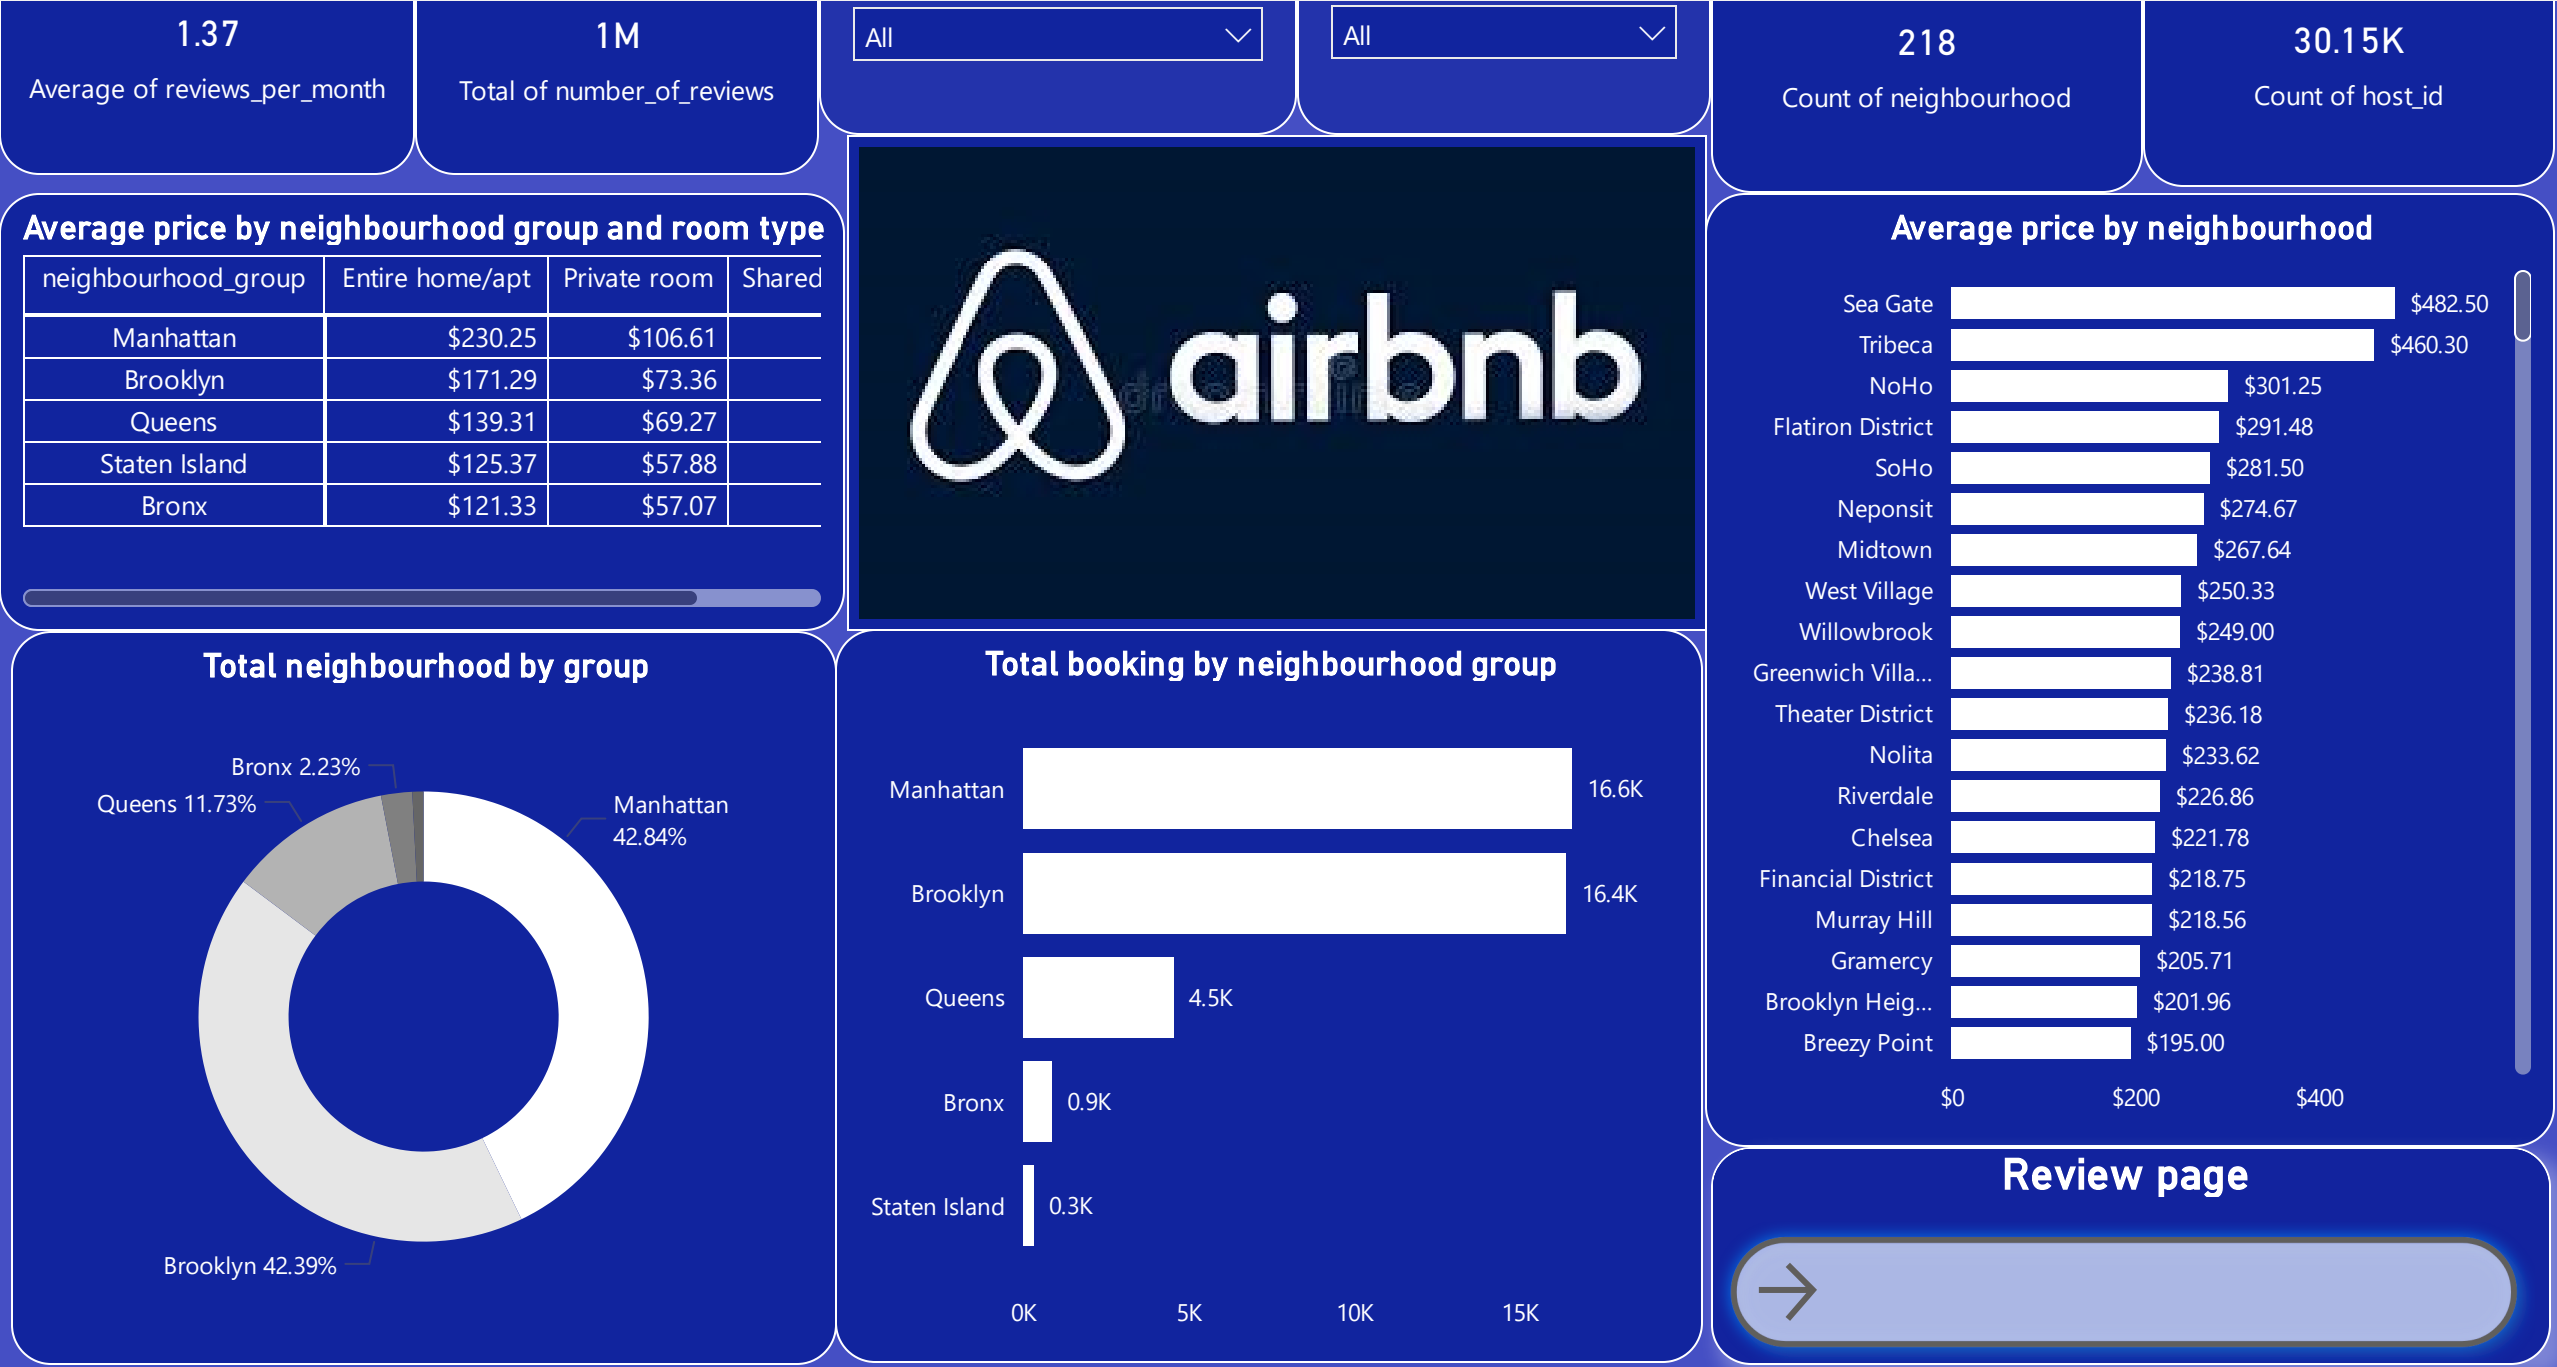 1.37
Average of reviews_per_month
1M
Total of number_of_reviews
All
All
218
Count of neighbourhood
30.15K
Count of host_id
Average price by neighbourhood group and room type
neighbourhood_group Entire home/apt Private room Shared
Manhattan $230.25 $106.61
Brooklyn $171.29 $73.36
Queens $139.31 $69.27
Staten Island $125.37 $57.88
Bronx $121.33 $57.07
airbnb
Average price by neighbourhood
Sea Gate $482.50
Tribeca $460.30
NoHo $301.25
Flatiron District $291.48
SoHo $281.50
Neponsit $274.67
Midtown $267.64
West Village $250.33
Willowbrook $249.00
Greenwich Villa... $238.81
Theater District $236.18
Nolita $233.62
Riverdale $226.86
Chelsea $221.78
Financial District $218.75
Murray Hill $218.56
Gramercy $205.71
Brooklyn Heig... $201.96
Breezy Point $195.00
$0 $200 $400
Total neighbourhood by group
Bronx 2.23%
Queens 11.73%
Manhattan
42.84%
Brooklyn 42.39%
Total booking by neighbourhood group
Manhattan 16.6K
Brooklyn 16.4K
Queens 4.5K
Bronx 0.9K
Staten Island 0.3K
0K 5K 10K 15K
Review page